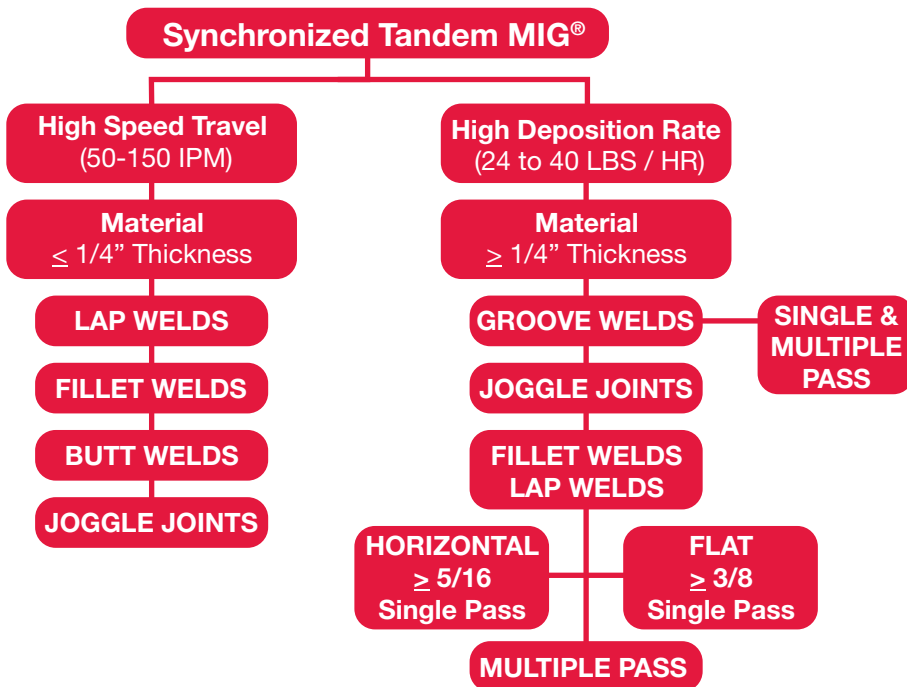 Synchronized Tandem MIG®
High Speed Travel
(50-150 IPM)
Material
≤ 1/4” Thickness
LAP WELDS
FILLET WELDS
BUTT WELDS
JOGGLE JOINTS
High Deposition Rate
(24 to 40 LBS / HR)
Material
≥ 1/4” Thickness
GROOVE WELDS
SINGLE &
MULTIPLE
PASS
JOGGLE JOINTS
FILLET WELDS
LAP WELDS
HORIZONTAL
≥ 5/16
Single Pass
FLAT
≥ 3/8
Single Pass
MULTIPLE PASS